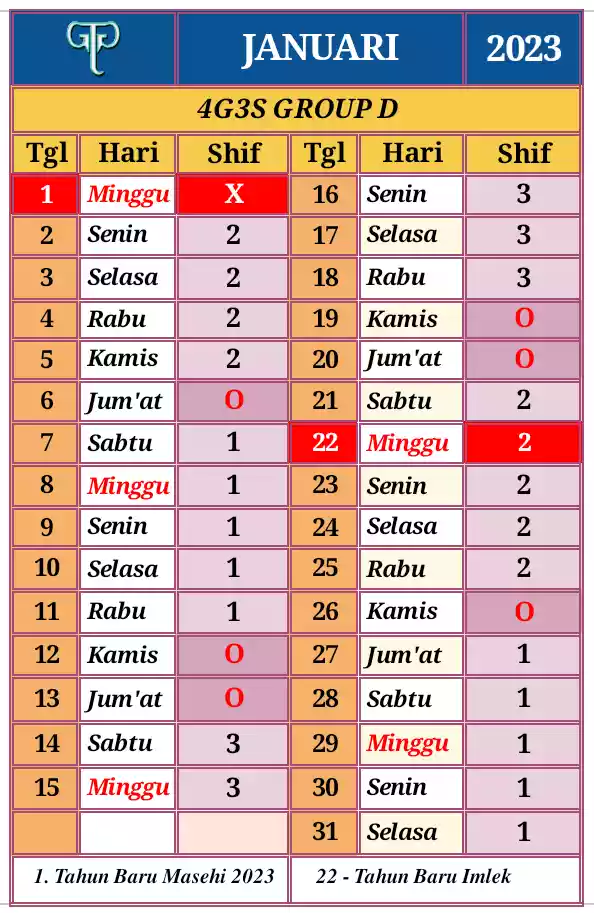 JANUARI 2023
4G3S GROUP D
Tgl Hari Shif Tgl Hari Shif
1 Minggu X 16 Senin 3
2 Senin 2 17 Selasa 3
3 Selasa 2 18 Rabu 3
4 Rabu 2 19 Kamis O
5 Kamis 2 20 Jum'at O
6 Jum'at O 21 Sabtu 2
7 Sabtu 1 22 Minggu 2
8 Minggu 1 23 Senin 2
9 Senin 1 24 Selasa 2
10 Selasa 1 25 Rabu 2
11 Rabu 1 26 Kamis O
12 Kamis O 27 Jum'at 1
13 Jum'at O 28 Sabtu 1
14 Sabtu 3 29 Minggu 1
15 Minggu 3 30 Senin 1
31 Selasa 1
1. Tahun Baru Masehi 2023 22 - Tahun Baru Imlek